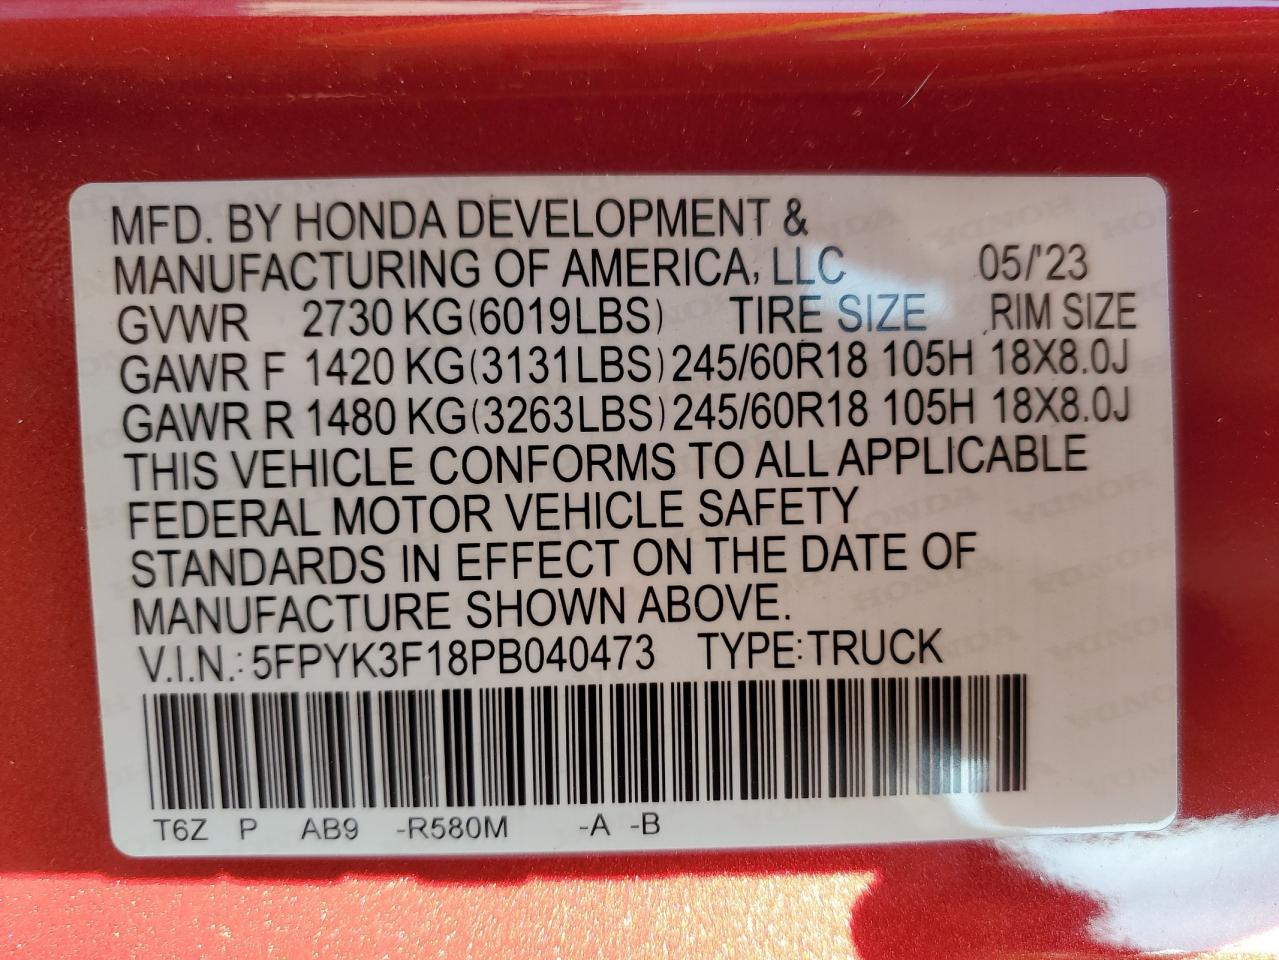 MFD. BY HONDA DEVELOPMENT &
MANUFACTURING OF AMERICA, LLC 05/'23
GVWR 2730 KG(6019LBS) TIRE SIZE RIM SIZE
GAWR F 1420 KG(3131LBS) 245/60R18 105H 18X8.0J
GAWR R 1480 KG(3263LBS) 245/60R18 105H 18X8.0J
THIS VEHICLE CONFORMS TO ALL APPLICABLE
FEDERAL MOTOR VEHICLE SAFETY
STANDARDS IN EFFECT ON THE DATE OF
MANUFACTURE SHOWN ABOVE.
V.I.N.: 5FPYK3F18PB040473 TYPE:TRUCK
T6Z P AB9 -R580M -A -B